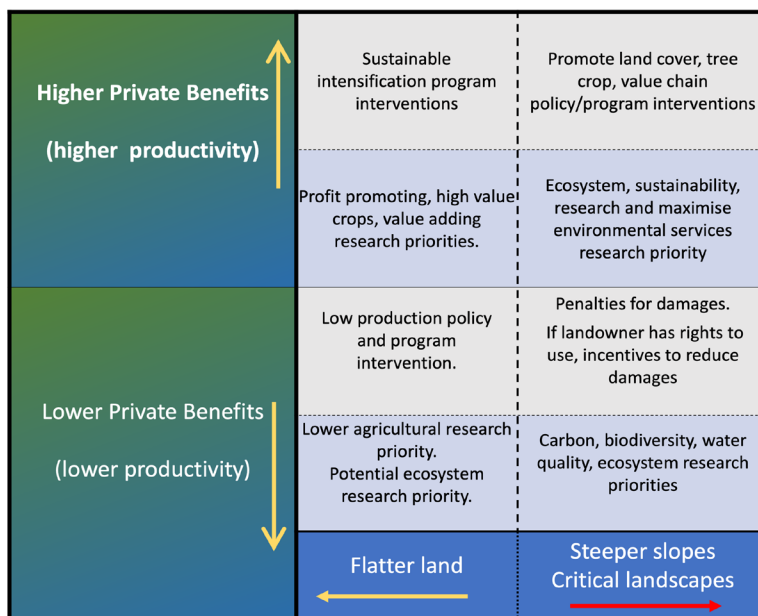 Higher Private Benefits
(higher productivity)
Sustainable
intensification program
interventions
Promote land cover, tree
crop, value chain
policy/program interventions
Profit promoting, high value
crops, value adding
research priorities.
Ecosystem, sustainability,
research and maximise
environmental services
research priority
Lower Private Benefits
(lower productivity)
Low production policy
and program
intervention.
Penalties for damages.
If landowner has rights to
use, incentives to reduce
damages
Lower agricultural research
priority.
Potential ecosystem
research priority.
Carbon, biodiversity, water
quality, ecosystem research
priorities
Flatter land
Steeper slopes
Critical landscapes